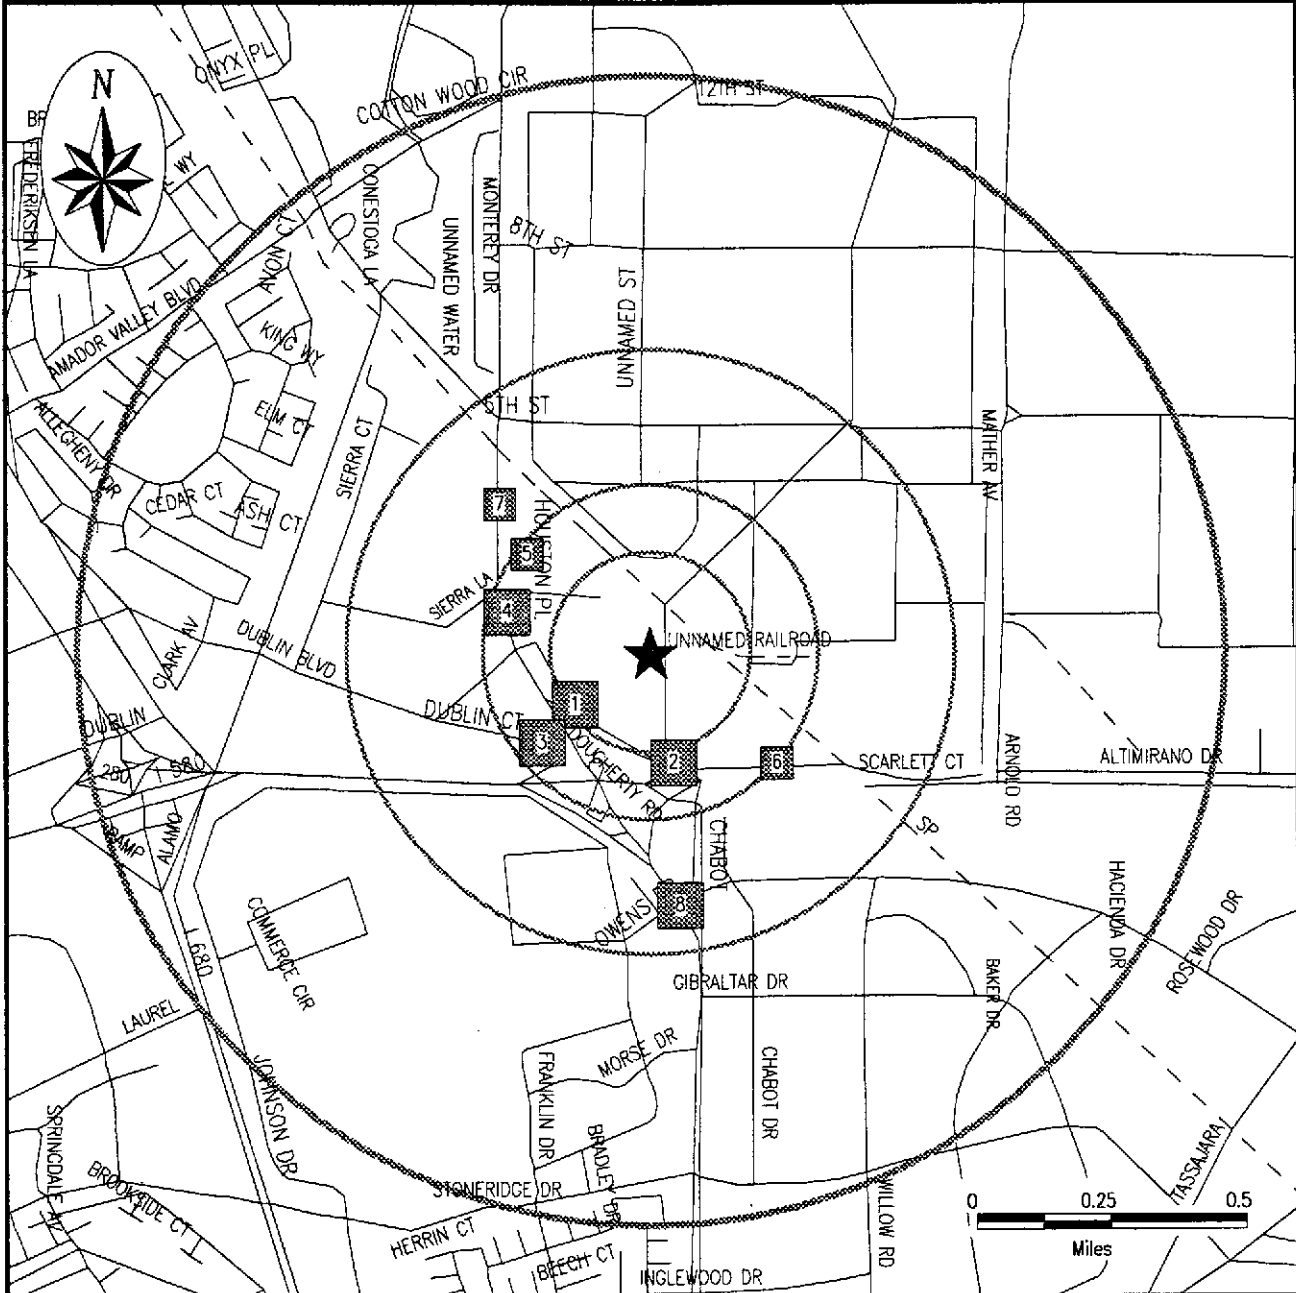 ONYX PL
N
COTTON WOOD CIR
12TH ST
BR
FREDERIKSEN LA
WY
CONESTOGA LA
MONTEREY DR
UNNAMED WATER
8TH ST
AVON CT
UNNAMED ST
AMADOR VALLEY BLVD
KING WY
5TH ST
ELM CT
ALLEGHENY DR
SIERRA CT
MATHER AV
CEDAR CT
ASH CT
7
HOUSTON PL
5
SIERRA LA
4
UNNAMED RAILROAD
CLARK AV
DUBLIN BLVD
1
DUBLIN CT
DUBLIN
3
DOUGHERTY RD
2
6
SCARLETT CT
ARNOLD RD
ALTIMIRANO DR
280
I 580
RAMP
ALAMO
SP
CHABOT
COMMERCE CIR
OWENS
8
HACIENDA DR
ROSEWOOD DR
I 680
GIBRALTAR DR
BAKER DR
LAUREL
JOHNSON DR
FRANKLIN DR
MORSE DR
CHABOT DR
SPRINGDALE AV
BRADLEY DR
TASSAJARA
BROOKSIDE CT
STONERIDGE DR
WILLOW RD
0 0.25 0.5
Miles
HERRIN CT
BEECH CT
INGLEWOOD DR